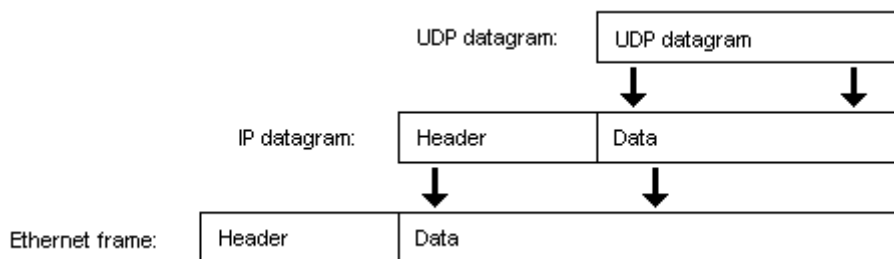 UDP datagram: UDP datagram
IP datagram: Header Data
Ethernet frame: Header Data